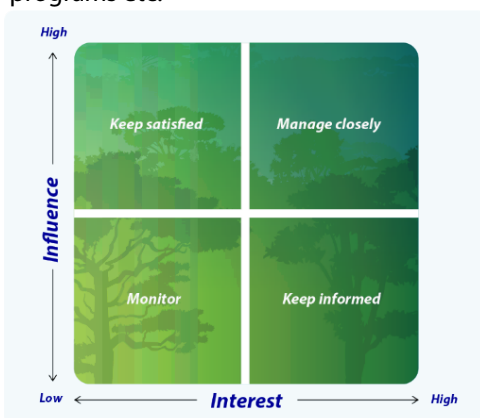 programs etc.
High
Keep satisfied
Manage closely
Influence
Monitor
Keep informed
Low
Interest
High